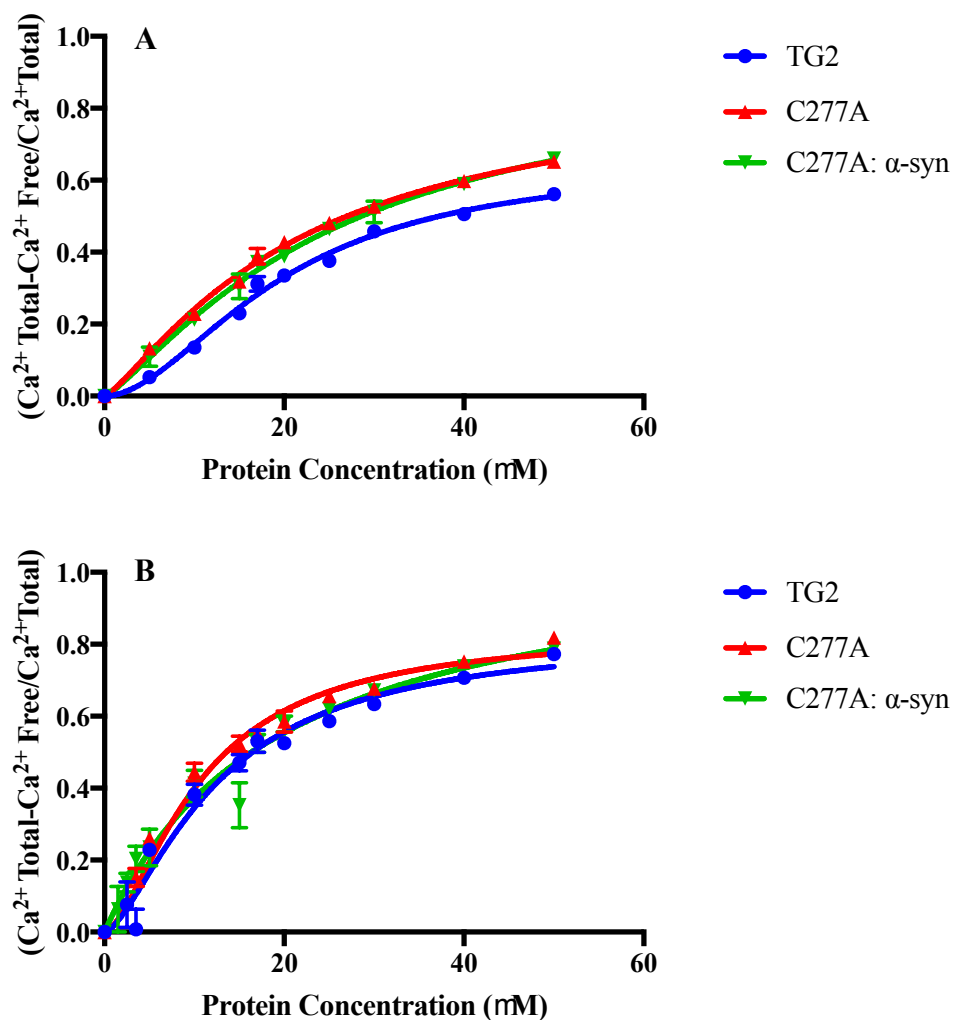 A
1.0
0.8
0.6
0.4
0.2
0.0
0 20 40 60
(Ca²⁺ Total-Ca²⁺ Free/Ca²⁺Total)
Protein Concentration (mM)
TG2
C277A
C277A: α-syn
B
1.0
0.8
0.6
0.4
0.2
0.0
0 20 40 60
(Ca²⁺ Total-Ca²⁺ Free/Ca²⁺Total)
Protein Concentration (mM)
TG2
C277A
C277A: α-syn